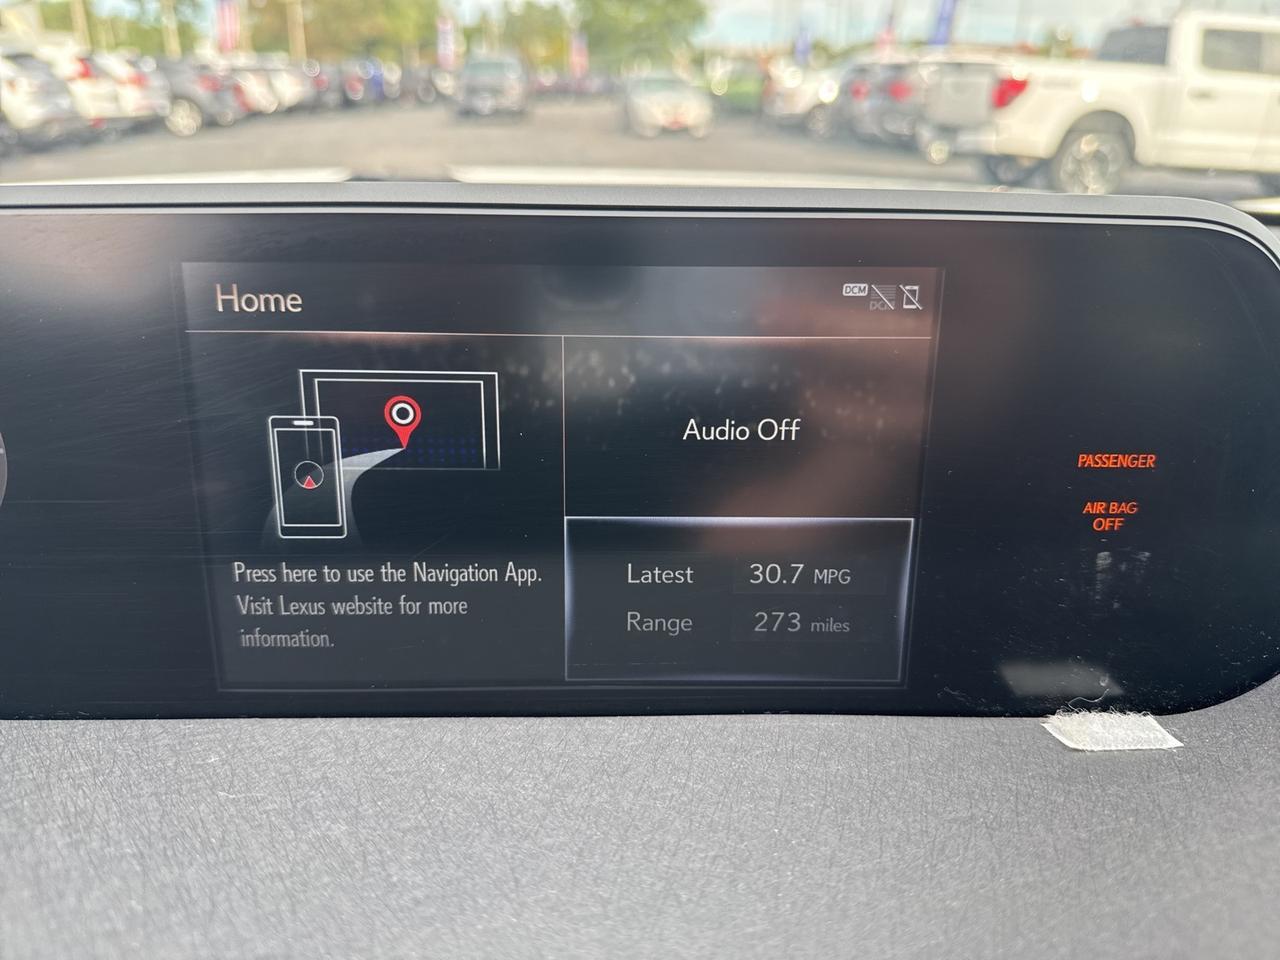 Home
DCM
DCM
Press here to use the Navigation App.
Visit Lexus website for more
information.
Audio Off
Latest 30.7 MPG
Range 273 miles
PASSENGER
AIR BAG
OFF